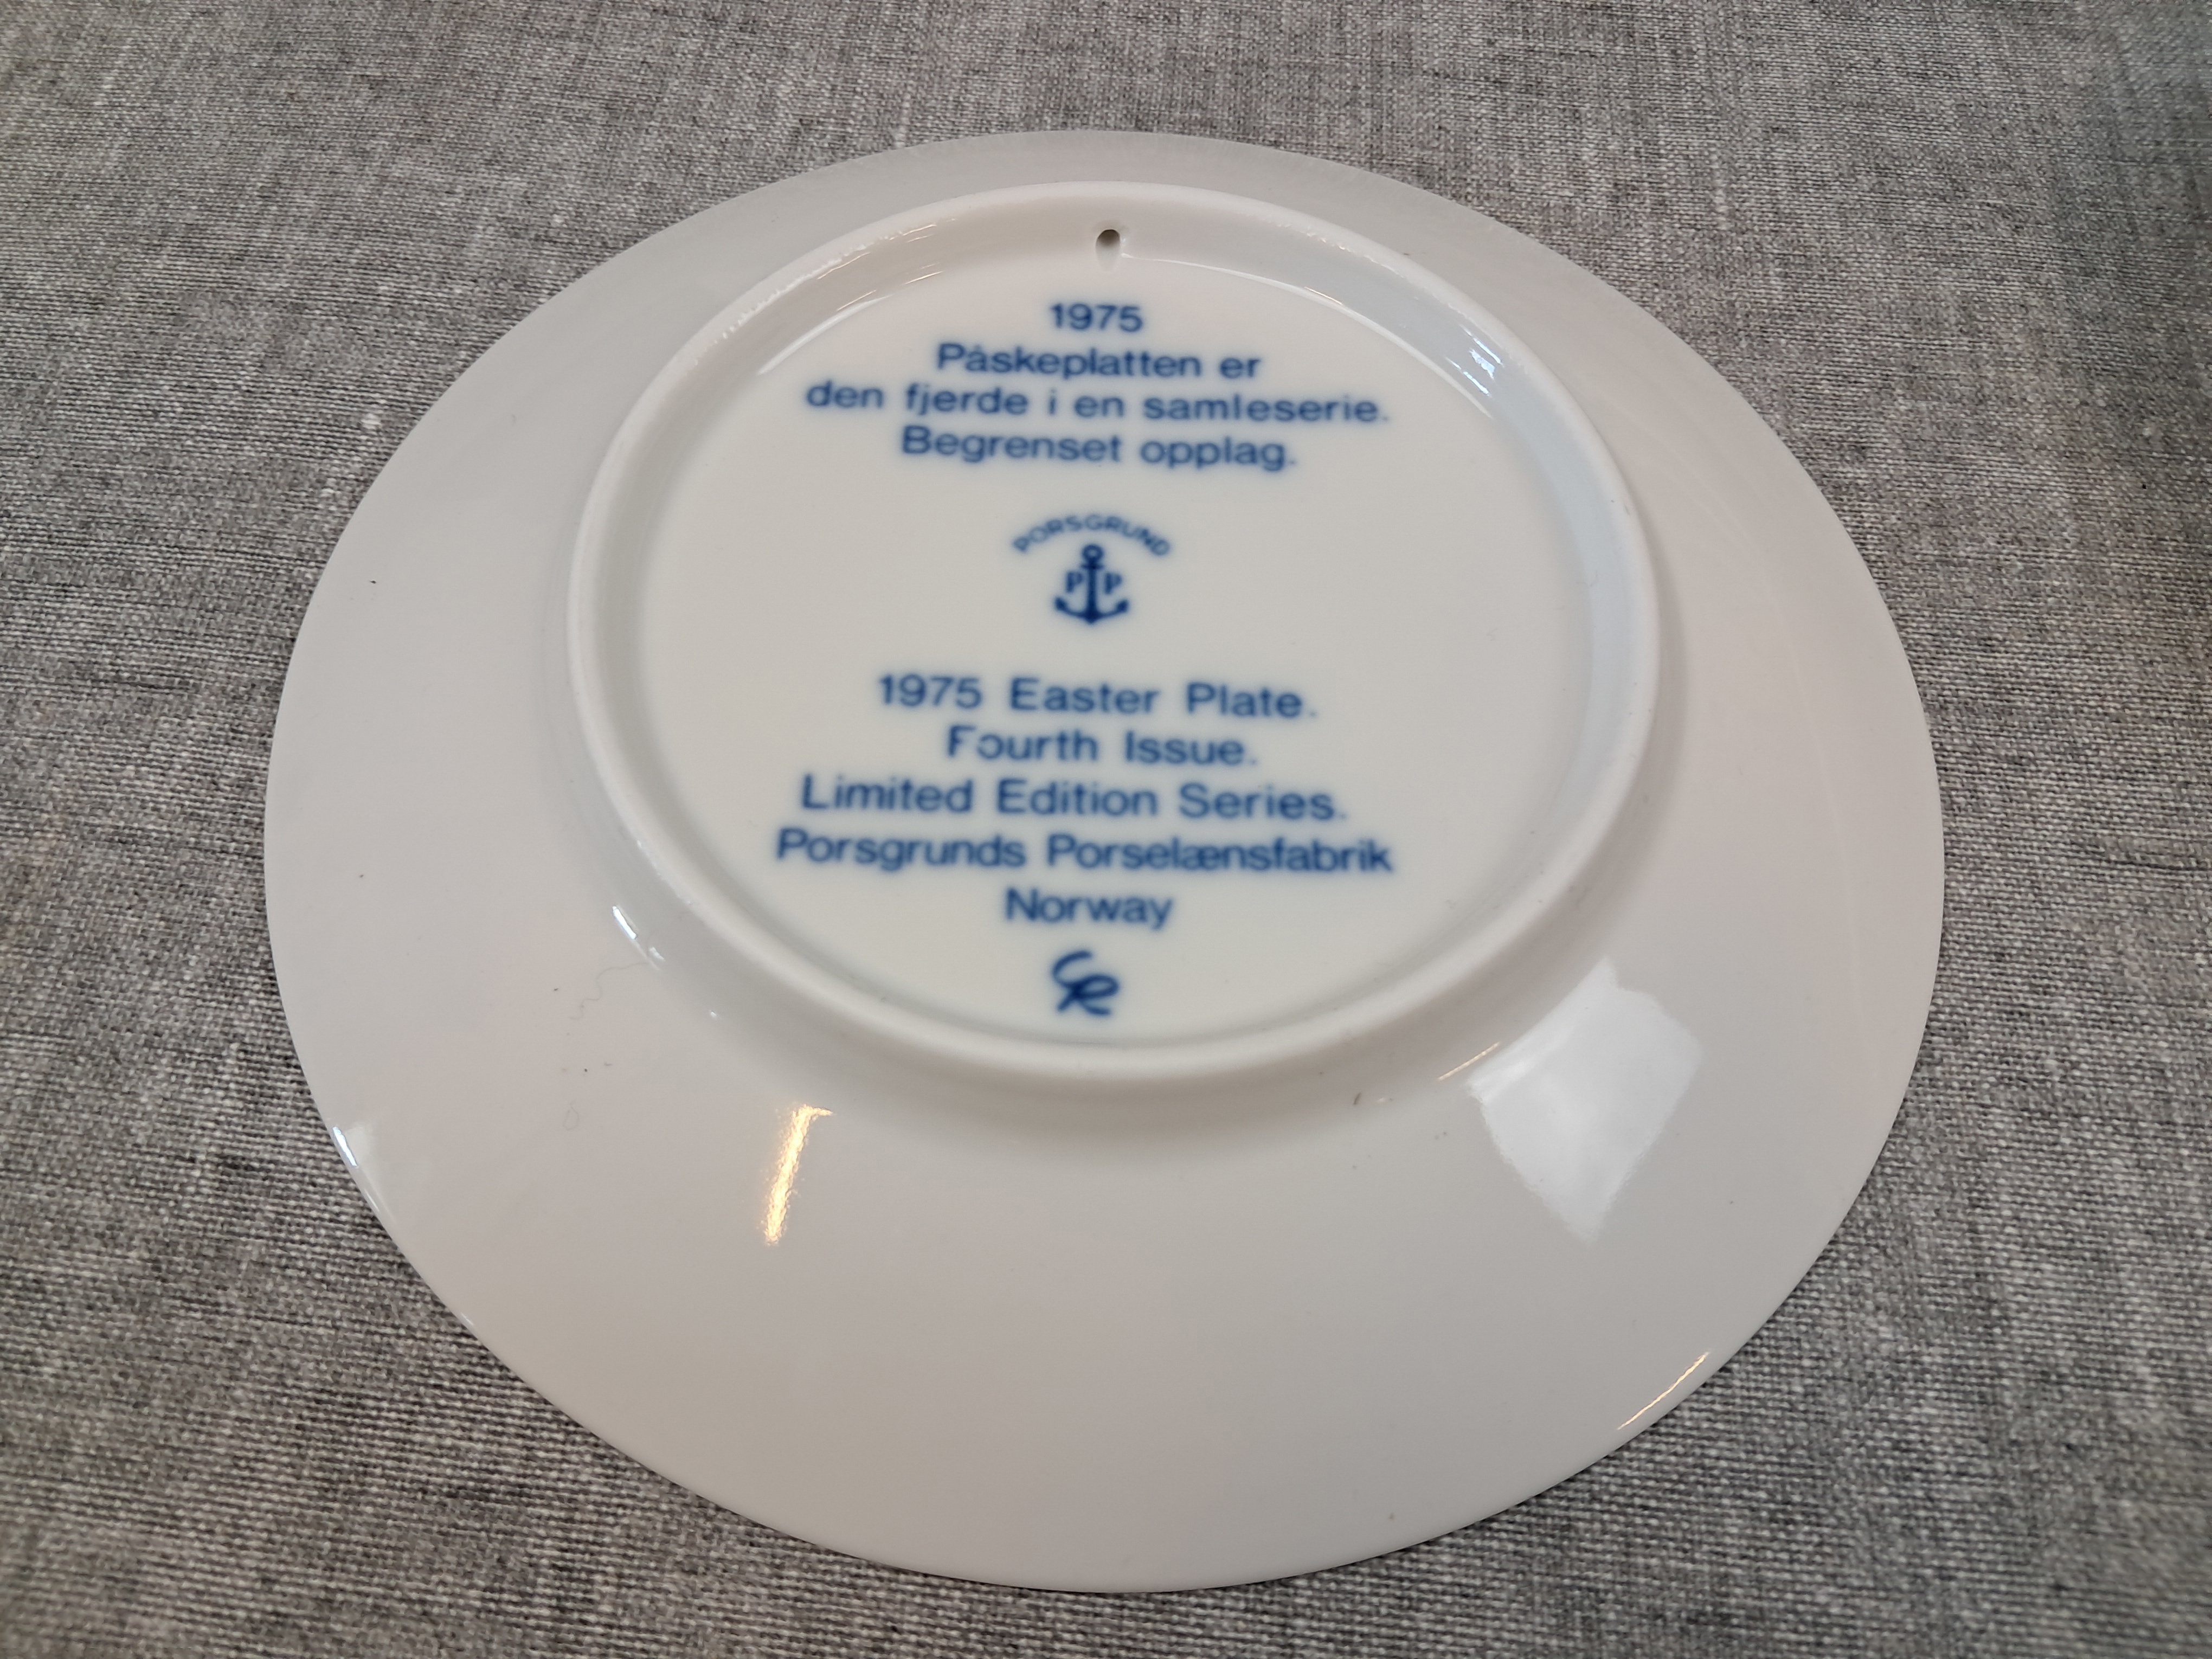 1975
Påskeplatten er
den fjerde i en samleserie.
Begrenset opplag.
PORSGRUND
P P
1975 Easter Plate.
Fourth Issue.
Limited Edition Series.
Porsgrunds Porselænsfabrik
Norway